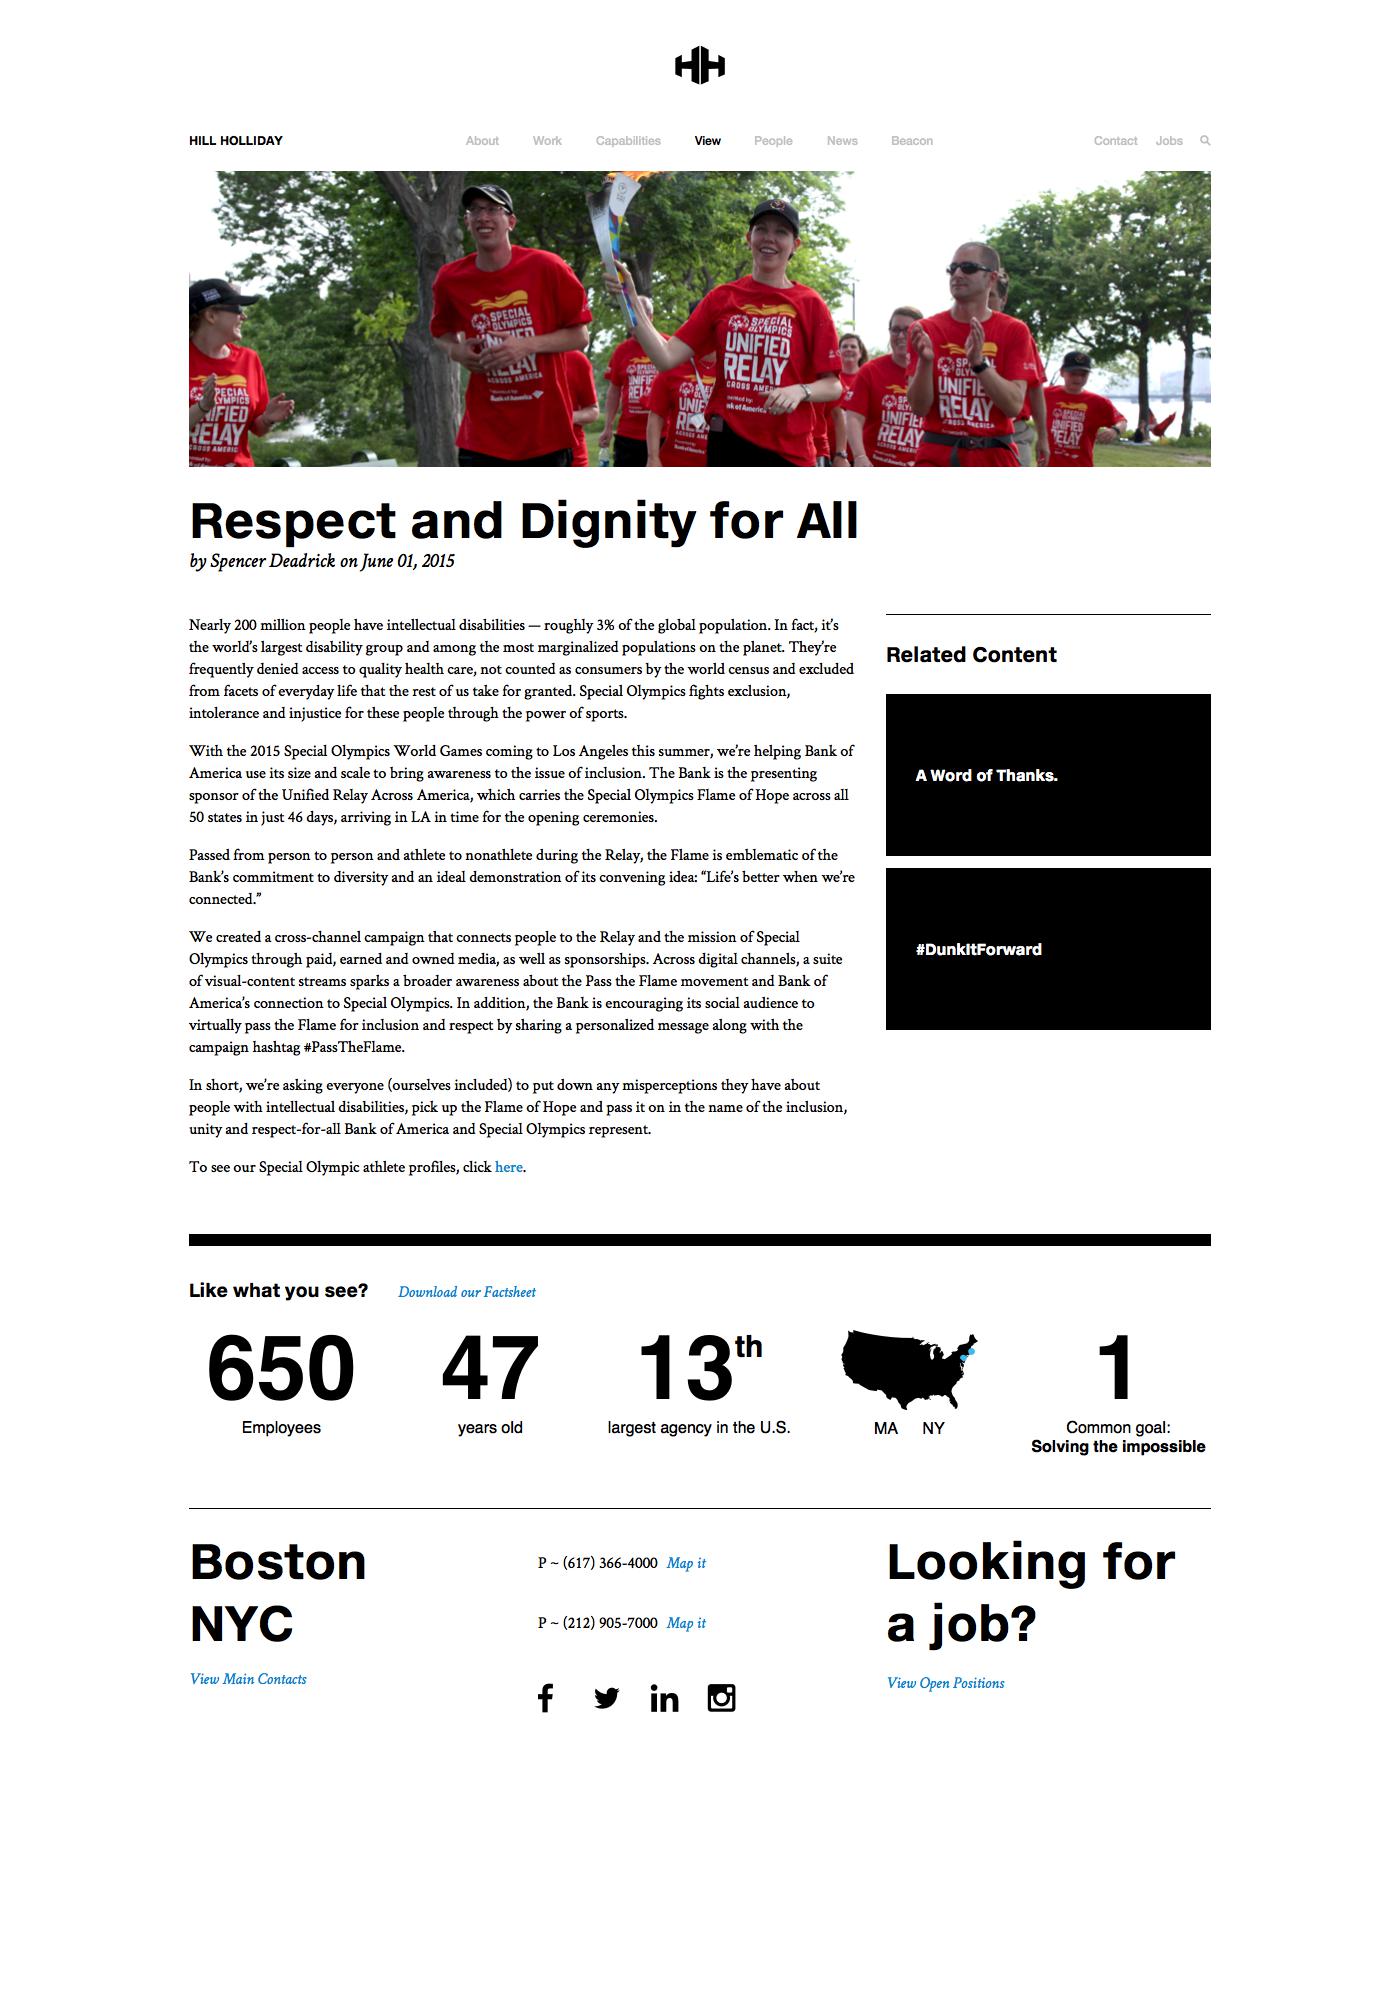 HILL HOLLIDAY
About Work Capabilities View People News Beacon
Contact Jobs
SPECIAL OLYMPICS UNIFIED RELAY ACROSS AMERICA
Bank of America
Respect and Dignity for All
by Spencer Deadrick on June 01, 2015
Nearly 200 million people have intellectual disabilities — roughly 3% of the global population. In fact, it’s
the world’s largest disability group and among the most marginalized populations on the planet. They’re
frequently denied access to quality health care, not counted as consumers by the world census and excluded
from facets of everyday life that the rest of us take for granted. Special Olympics fights exclusion,
intolerance and injustice for these people through the power of sports.
With the 2015 Special Olympics World Games coming to Los Angeles this summer, we’re helping Bank of
America use its size and scale to bring awareness to the issue of inclusion. The Bank is the presenting
sponsor of the Unified Relay Across America, which carries the Special Olympics Flame of Hope across all
50 states in just 46 days, arriving in LA in time for the opening ceremonies.
Passed from person to person and athlete to nonathlete during the Relay, the Flame is emblematic of the
Bank’s commitment to diversity and an ideal demonstration of its convening idea: “Life’s better when we’re
connected.”
We created a cross-channel campaign that connects people to the Relay and the mission of Special
Olympics through paid, earned and owned media, as well as sponsorships. Across digital channels, a suite
of visual-content streams sparks a broader awareness about the Pass the Flame movement and Bank of
America’s connection to Special Olympics. In addition, the Bank is encouraging its social audience to
virtually pass the Flame for inclusion and respect by sharing a personalized message along with the
campaign hashtag #PassTheFlame.
In short, we’re asking everyone (ourselves included) to put down any misperceptions they have about
people with intellectual disabilities, pick up the Flame of Hope and pass it on in the name of the inclusion,
unity and respect-for-all Bank of America and Special Olympics represent.
To see our Special Olympic athlete profiles, click here.
Related Content
A Word of Thanks.
#DunkItForward
Like what you see? Download our Factsheet
650 47 13th 1
Employees years old largest agency in the U.S. MA NY Common goal:
Solving the impossible
Boston
NYC
View Main Contacts
P ~ (617) 366-4000 Map it
P ~ (212) 905-7000 Map it
Looking for
a job?
View Open Positions